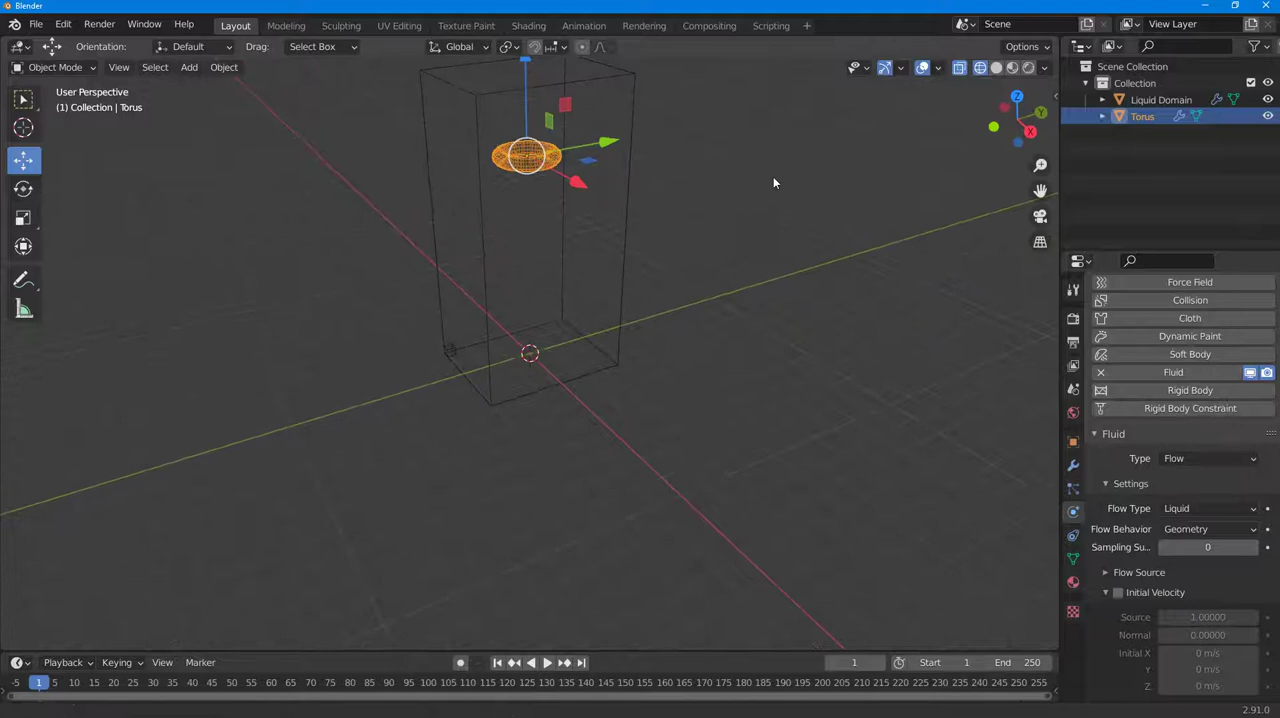 Blender
File Edit Render Window Help Layout Modeling Sculpting UV Editing Texture Paint Shading Animation Rendering Compositing Scripting + Scene View Layer
Orientation: Default Drag: Select Box Global Options
Object Mode View Select Add Object
User Perspective
(1) Collection | Torus
Z
Y
X
Scene Collection
Collection
Liquid Domain
Torus
Force Field
Collision
Cloth
Dynamic Paint
Soft Body
Fluid
Rigid Body
Rigid Body Constraint
Fluid
Type Flow
Settings
Flow Type Liquid
Flow Behavior Geometry
Sampling Su... 0
Flow Source
Initial Velocity
Source 1.00000
Normal 0.00000
Initial X 0 m/s
Y 0 m/s
Z 0 m/s
Playback Keying View Marker 1 Start 1 End 250
-5 1 5 10 15 20 25 30 35 40 45 50 55 60 65 70 75 80 85 90 95 100 105 110 115 120 125 130 135 140 145 150 155 160 165 170 175 180 185 190 195 200 205 210 215 220 225 230 235 240 245 250 255
2.91.0